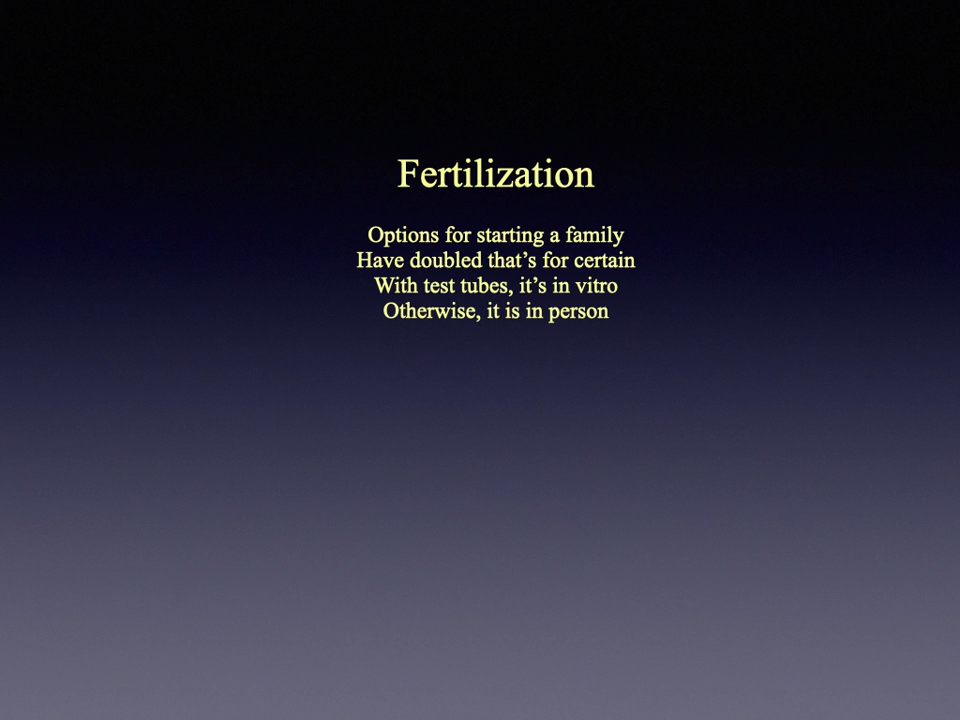 Fertilization
Options for starting a family
Have doubled that’s for certain
With test tubes, it’s in vitro
Otherwise, it is in person